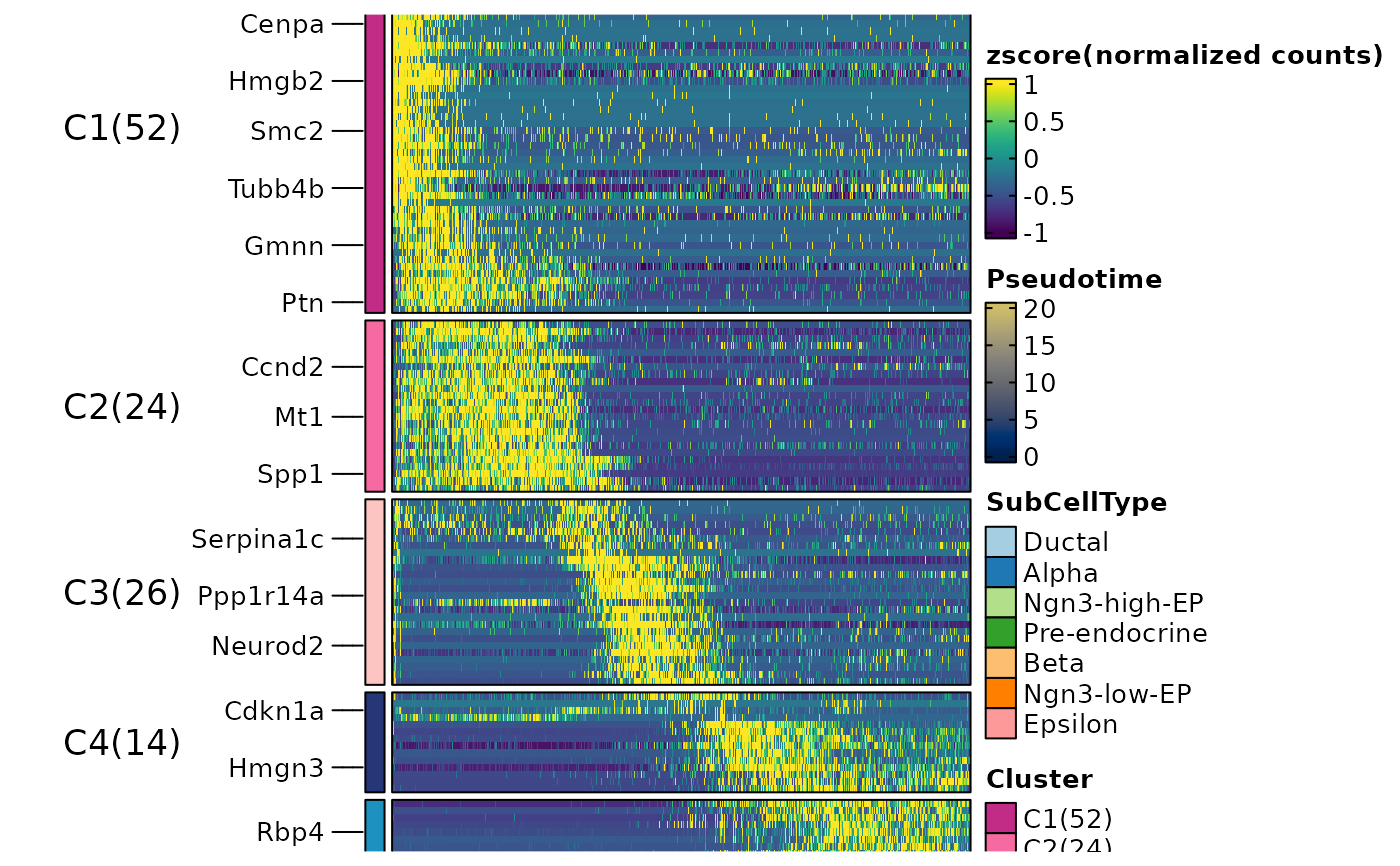 Cenpa
Hmgb2
C1(52)
Smc2
Tubb4b
Gmnn
Ptn
Ccnd2
C2(24)
Mt1
Spp1
Serpina1c
C3(26)
Ppp1r14a
Neurod2
Cdkn1a
C4(14)
Hmgn3
Rbp4
zscore(normalized counts)
1
0.5
0
-0.5
-1
Pseudotime
20
15
10
5
0
SubCellType
Ductal
Alpha
Ngn3-high-EP
Pre-endocrine
Beta
Ngn3-low-EP
Epsilon
Cluster
C1(52)
C2(24)